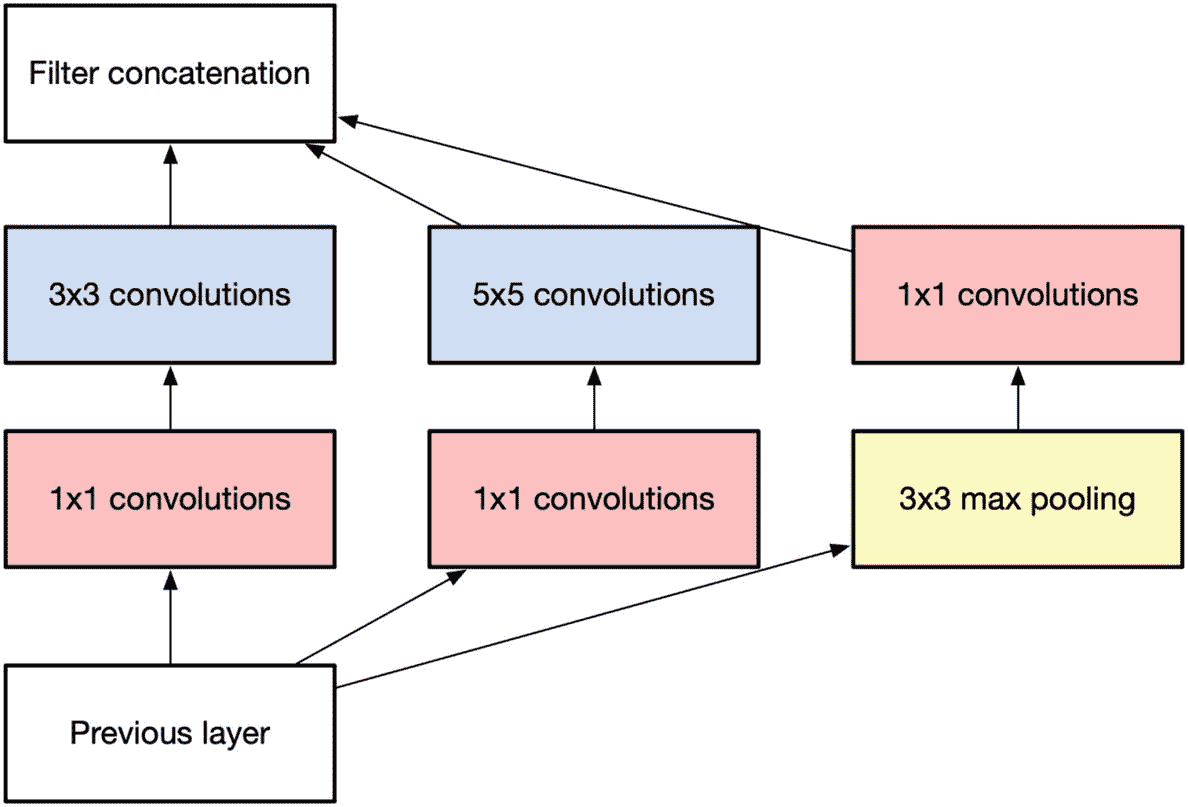 Filter concatenation
3x3 convolutions
5x5 convolutions
1x1 convolutions
1x1 convolutions
1x1 convolutions
3x3 max pooling
Previous layer